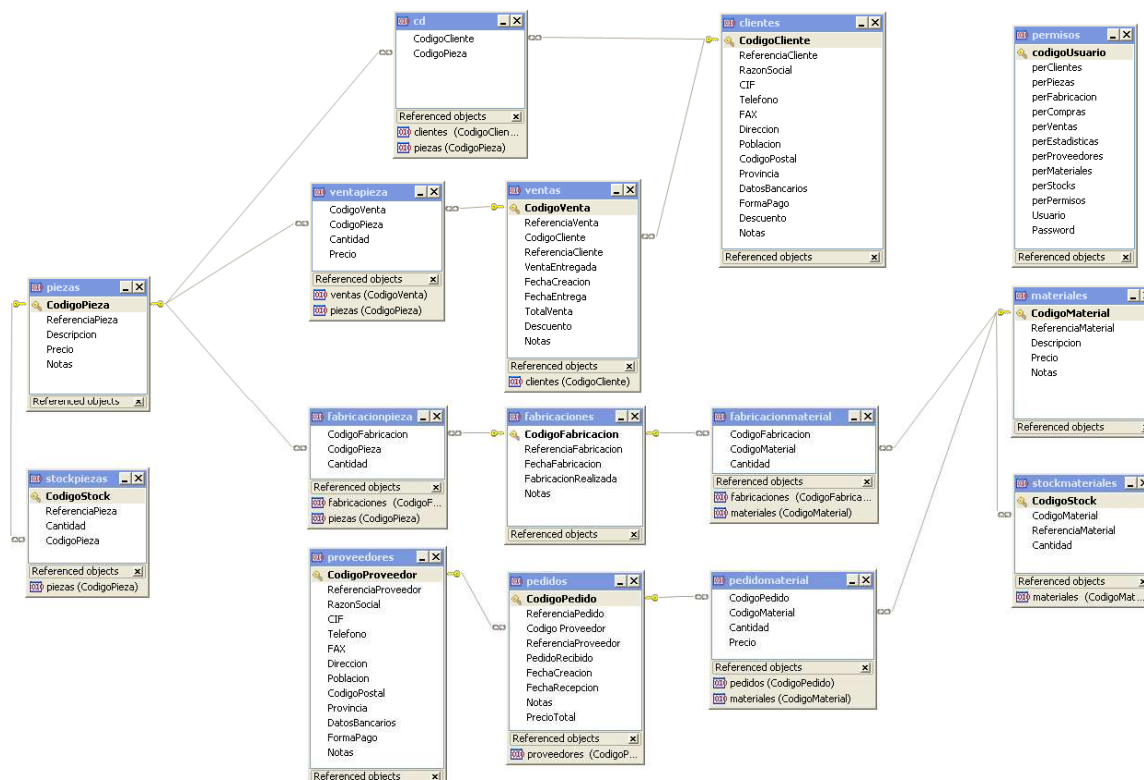 cd
CodigoCliente
CodigoPieza
Referenced objects
clientes (CodigoClien...
piezas (CodigoPieza)
clientes
CodigoCliente
ReferenciaCliente
RazonSocial
CIF
Telefono
FAX
Direccion
Poblacion
CodigoPostal
Provincia
DatosBancarios
FormaPago
Descuento
Notas
Referenced objects
permisos
codigoUsuario
perClientes
perPiezas
perFabricacion
perCompras
perVentas
perEstadisticas
perProveedores
perMateriales
perStocks
perPermisos
Usuario
Password
Referenced objects
ventapieza
CodigoVenta
CodigoPieza
Cantidad
Precio
Referenced objects
ventas (CodigoVenta)
piezas (CodigoPieza)
ventas
CodigoVenta
ReferenciaVenta
CodigoCliente
ReferenciaCliente
VentaEntregada
FechaCreacion
FechaEntrega
TotalVenta
Descuento
Notas
Referenced objects
clientes (CodigoCliente)
piezas
CodigoPieza
ReferenciaPieza
Descripcion
Precio
Notas
Referenced objects
materiales
CodigoMaterial
ReferenciaMaterial
Descripcion
Precio
Notas
Referenced objects
fabricacionpieza
CodigoFabricacion
CodigoPieza
Cantidad
Referenced objects
fabricaciones (CodigoF...
piezas (CodigoPieza)
fabricaciones
CodigoFabricacion
ReferenciaFabricacion
FechaFabricacion
FabricacionRealizada
Notas
Referenced objects
fabricacionmaterial
CodigoFabricacion
CodigoMaterial
Cantidad
Referenced objects
fabricaciones (CodigoFabrica...
materiales (CodigoMaterial)
stockpiezas
CodigoStock
ReferenciaPieza
Cantidad
CodigoPieza
Referenced objects
piezas (CodigoPieza)
stockmateriales
CodigoStock
CodigoMaterial
ReferenciaMaterial
Cantidad
Referenced objects
materiales (CodigoMat...
proveedores
CodigoProveedor
ReferenciaProveedor
RazonSocial
CIF
Telefono
FAX
Direccion
Poblacion
CodigoPostal
Provincia
DatosBancarios
FormaPago
Notas
Referenced objects
pedidos
CodigoPedido
ReferenciaPedido
Codigo Proveedor
ReferenciaProveedor
PedidoRecibido
FechaCreacion
FechaRecepcion
Notas
PrecioTotal
Referenced objects
proveedores (CodigoP...
pedidomaterial
CodigoPedido
CodigoMaterial
Cantidad
Precio
Referenced objects
pedidos (CodigoPedido)
materiales (CodigoMaterial)